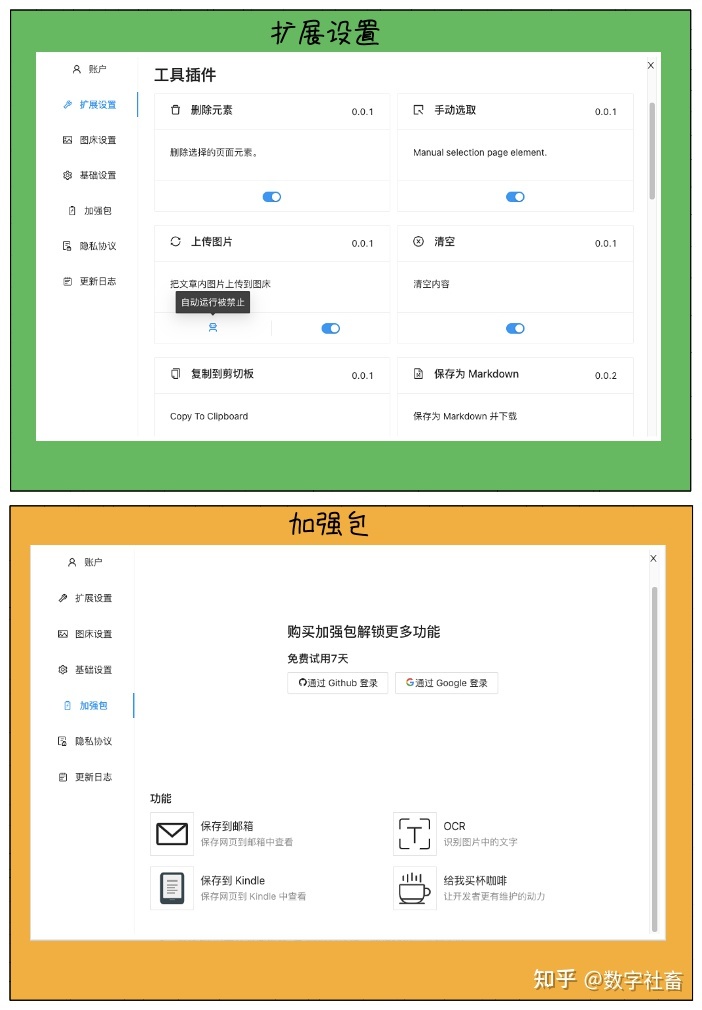 扩展设置
账户
扩展设置
图床设置
基础设置
加强包
隐私协议
更新日志
X
工具插件
删除元素 0.0.1
删除选择的页面元素。
手动选取 0.0.1
Manual selection page element.
上传图片 0.0.1
把文章内图片上传到图床
自动运行被禁止
清空 0.0.1
清空内容
复制到剪切板 0.0.1
Copy To Clipboard
保存为 Markdown 0.0.2
保存为 Markdown 并下载
加强包
账户
扩展设置
图床设置
基础设置
加强包
隐私协议
更新日志
X
购买加强包解锁更多功能
免费试用7天
通过 Github 登录
通过 Google 登录
功能
保存到邮箱
保存网页到邮箱中查看
OCR
识别图片中的文字
保存到 Kindle
保存网页到 Kindle 中查看
给我买杯咖啡
让开发者更有维护的动力
知乎 @数字社畜